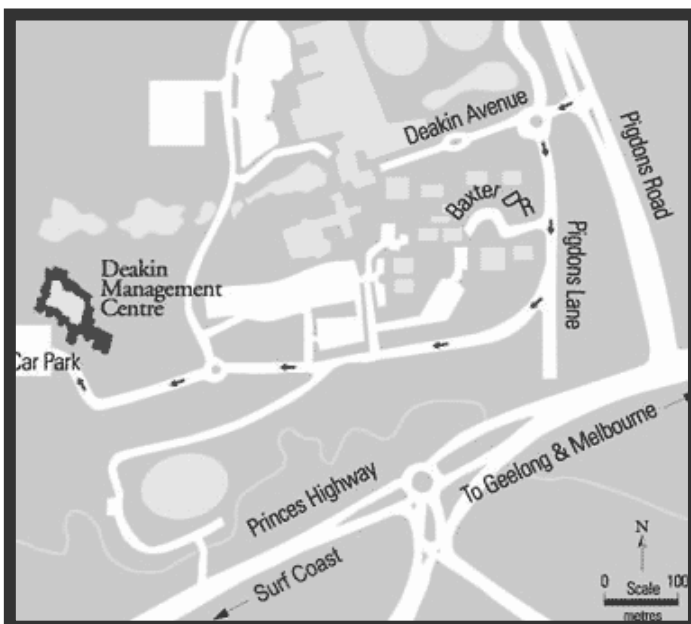 Deakin Avenue
Pigdons Road
Baxter DR
Pigdons Lane
Deakin
Management
Centre
Car Park
Princes Highway
To Geelong & Melbourne
Surf Coast
N
0 Scale 100
metres